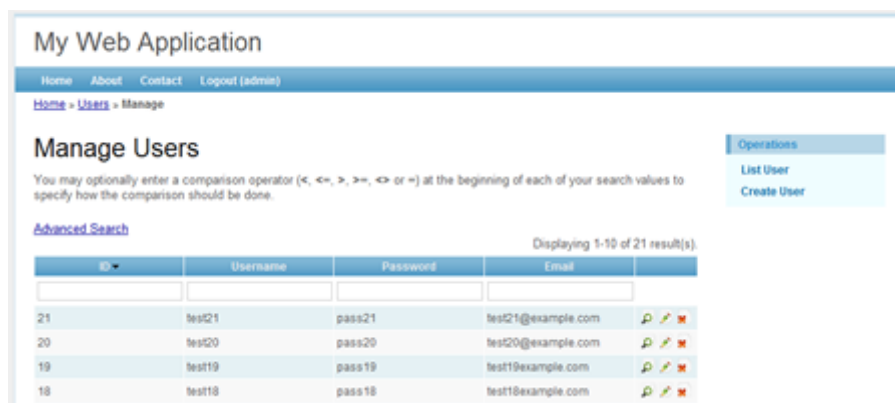 My Web Application
Home About Contact Logout (admin)
Home » Users » Manage
Manage Users
Operations
List User
Create User
You may optionally enter a comparison operator (<, <=, >, >=, <> or =) at the beginning of each of your search values to
specify how the comparison should be done.
Advanced Search
Displaying 1-10 of 21 result(s).
ID Username Password Email
21 test21 pass21 test21@example.com
20 test20 pass20 test20@example.com
19 test19 pass19 test19example.com
18 test18 pass18 test18example.com